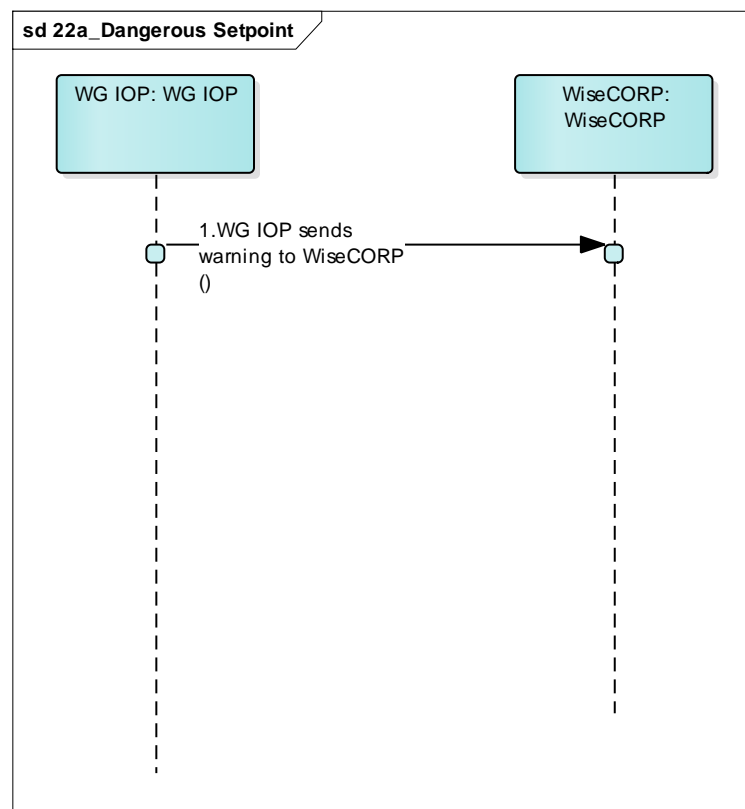 sd 22a_Dangerous Setpoint
WG IOP: WG IOP
WiseCORP:
WiseCORP
1.WG IOP sends
warning to WiseCORP
()